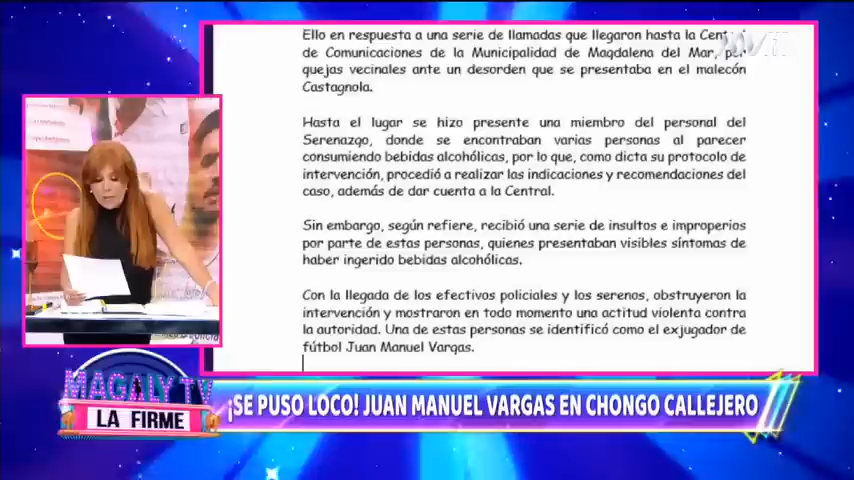 Ello en respuesta a una serie de llamadas que llegaron hasta la
de Comunicaciones de la Municipalidad de Magdalena del Mar, por
quejas vecinales ante un desorden que se presentaba en el malecón
Castagnola.
Hasta el lugar se hizo presente una miembro del personal del
Serenazgo, donde se encontraban varias personas al parecer
consumiendo bebidas alcohólicas, por lo que, como dicta su protocolo de
intervención, procedió a realizar las indicaciones y recomendaciones del
caso, además de dar cuenta a la Central.
Sin embargo, según refiere, recibió una serie de insultos e improperios
por parte de estas personas, quienes presentaban visibles síntomas de
haber ingerido bebidas alcohólicas.
Con la llegada de los efectivos policiales y los serenos, obstruyeron la
intervención y mostraron en todo momento una actitud violenta contra
la autoridad. Una de estas personas se identificó como el exjugador de
fútbol Juan Manuel Vargas.
MAGALY TV
LA FIRME
¡SE PUSO LOCO! JUAN MANUEL VARGAS EN CHONGO CALLEJERO